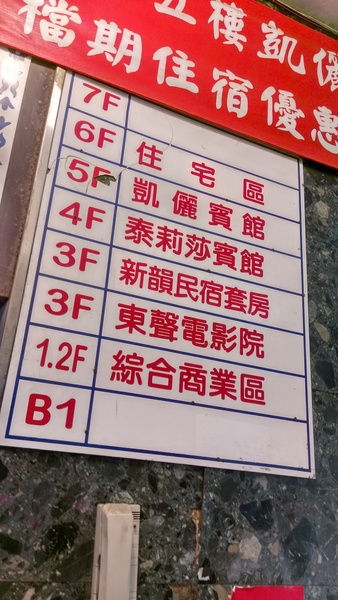 樓凱儷
檔期住宿優惠
7F
6F 住宅區
5F 凱儷賓館
4F 泰莉莎賓館
3F 新韻民宿套房
3F 東聲電影院
1.2F 綜合商業區
B1